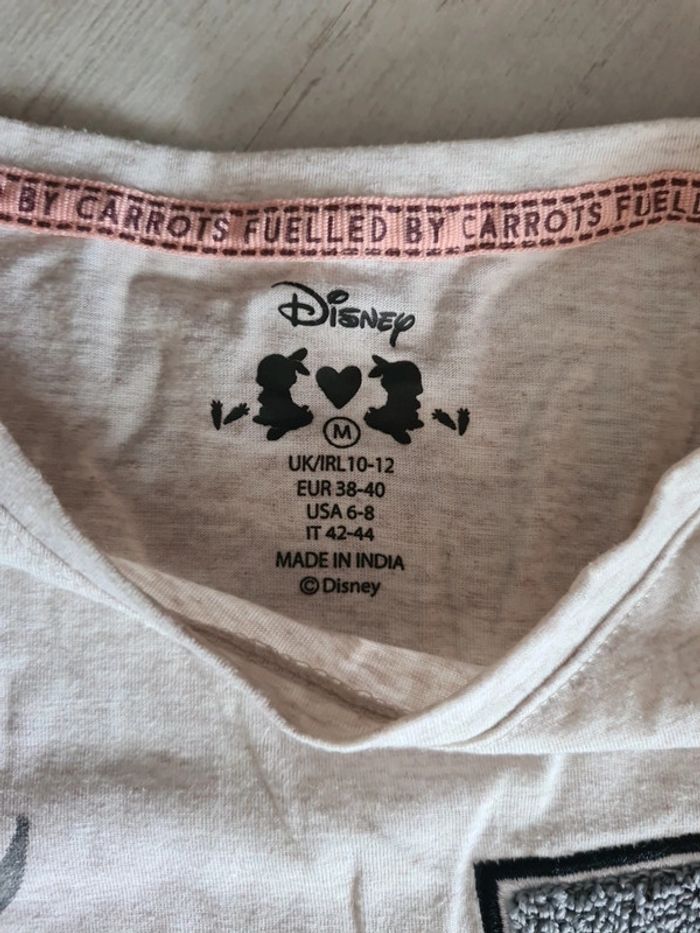 BY CARROTS FUELLED BY CARROTS FUELL
Disney
M
UK/IRL 10-12
EUR 38-40
USA 6-8
IT 42-44
MADE IN INDIA
© Disney